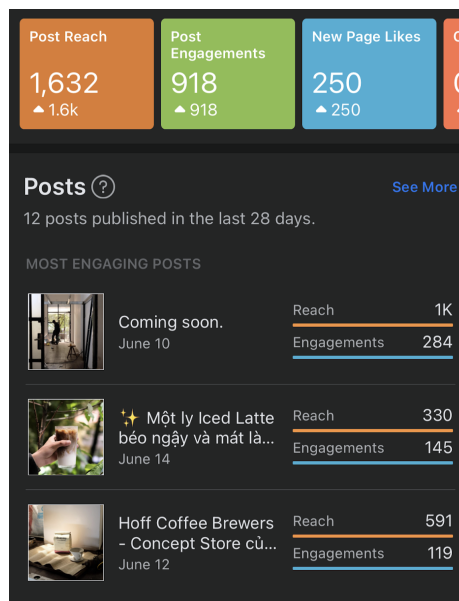 Post Reach
1,632
1.6k
Post
Engagements
918
918
New Page Likes
250
250
Posts ?
See More
12 posts published in the last 28 days.
MOST ENGAGING POSTS
Coming soon.
June 10
Reach 1K
Engagements 284
✨ Một ly Iced Latte
béo ngậy và mát là...
June 14
Reach 330
Engagements 145
Hoff Coffee Brewers
- Concept Store củ...
June 12
Reach 591
Engagements 119